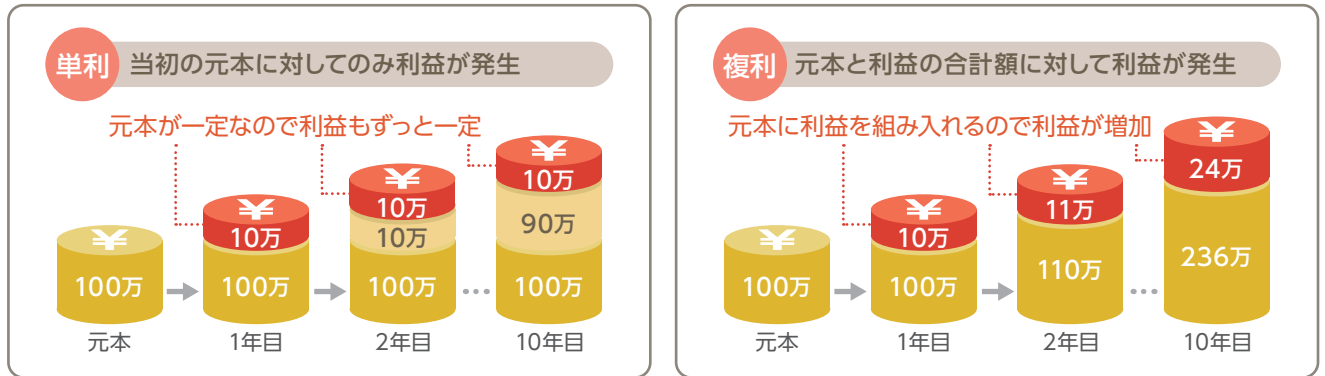 単利 当初の元本に対してのみ利益が発生
元本が一定なので利益もずっと一定
¥
¥
¥
¥
10万
10万
10万
10万
90万
100万
100万
100万
…
100万
元本
1年目
2年目
10年目
複利 元本と利益の合計額に対して利益が発生
元本に利益を組み入れるので利益が増加
¥
¥
¥
¥
10万
11万
24万
100万
100万
110万
…
236万
元本
1年目
2年目
10年目